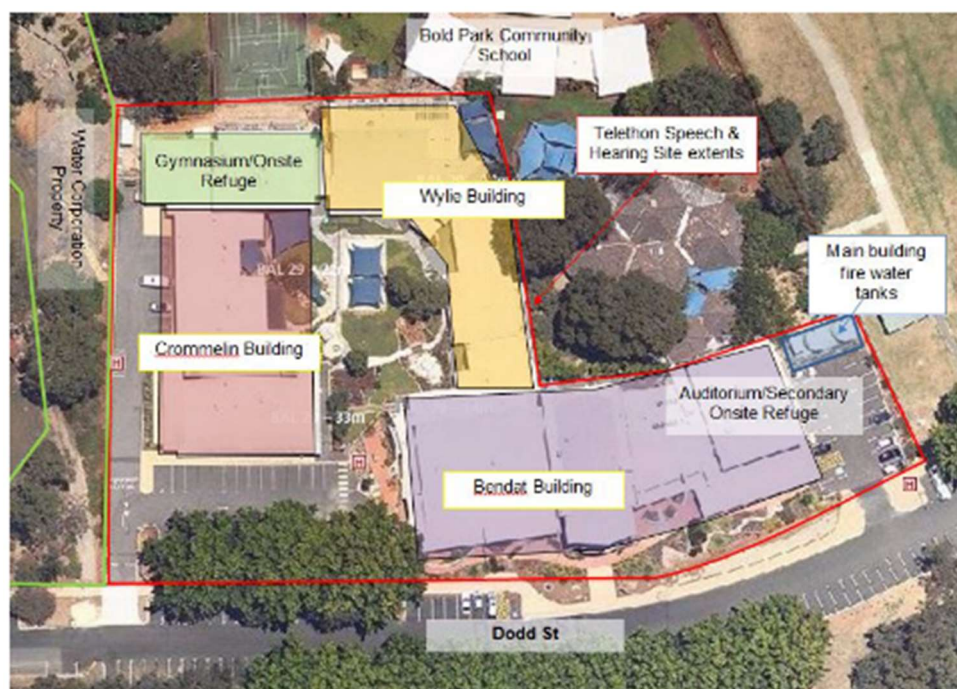 Bold Park Community
School
Telethon Speech &
Hearing Site extents
Water Corporation
Property
Gymnasium/Onsite
Refuge
Wylie Building
Main building
fire water
tanks
BAL 29
Crommelin Building
Auditorium/Secondary
Onsite Refuge
33m
H
H
Bendat Building
H
Dodd St